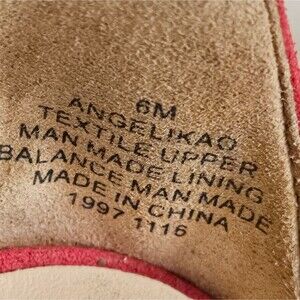 6M
ANGELIKAO
TEXTILE UPPER
MAN MADE LINING
BALANCE MAN MADE
MADE IN CHINA
1997 1116